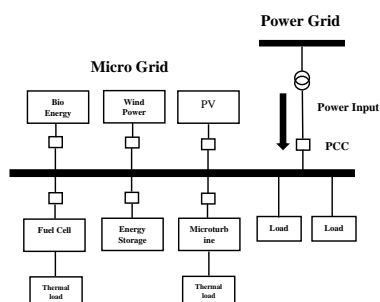 Power Grid
Micro Grid
Bio
Energy
Wind
Power
PV
Power Input
PCC
Fuel Cell
Energy
Storage
Microturb
ine
Load
Load
Thermal
load
Thermal
load